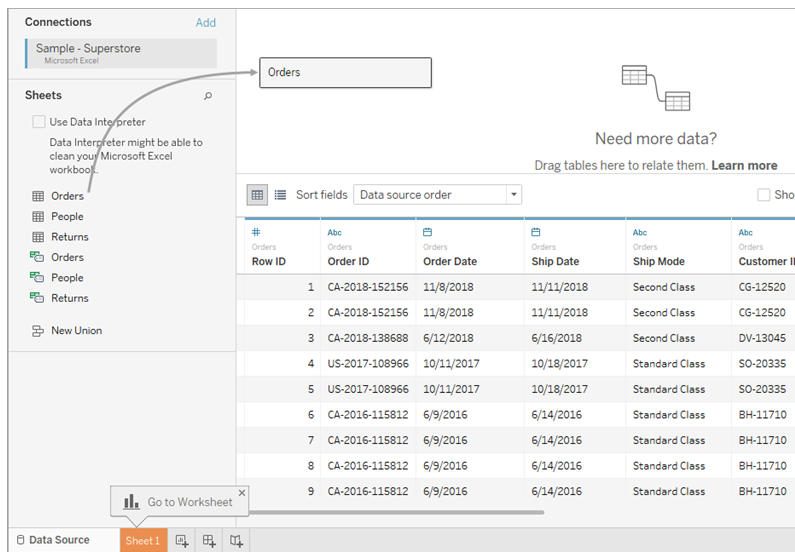 Connections
Add
Sample - Superstore
Microsoft Excel
Sheets
Use Data Interpreter
Data Interpreter might be able to
clean your Microsoft Excel
workbook.
Orders
People
Returns
Orders
People
Returns
New Union
Orders
Need more data?
Drag tables here to relate them. Learn more
Sort fields
Data source order
Sho
# Abc Abc Abc
Orders Orders Orders Orders Orders Orders
Row ID Order ID Order Date Ship Date Ship Mode Customer I
1 CA-2018-152156 11/8/2018 11/11/2018 Second Class CG-12520
2 CA-2018-152156 11/8/2018 11/11/2018 Second Class CG-12520
3 CA-2018-138688 6/12/2018 6/16/2018 Second Class DV-13045
4 US-2017-108966 10/11/2017 10/18/2017 Standard Class SO-20335
5 US-2017-108966 10/11/2017 10/18/2017 Standard Class SO-20335
6 CA-2016-115812 6/9/2016 6/14/2016 Standard Class BH-11710
7 CA-2016-115812 6/9/2016 6/14/2016 Standard Class BH-11710
8 CA-2016-115812 6/9/2016 6/14/2016 Standard Class BH-11710
9 CA-2016-115812 6/9/2016 6/14/2016 Standard Class BH-11710
Go to Worksheet
Data Source
Sheet 1